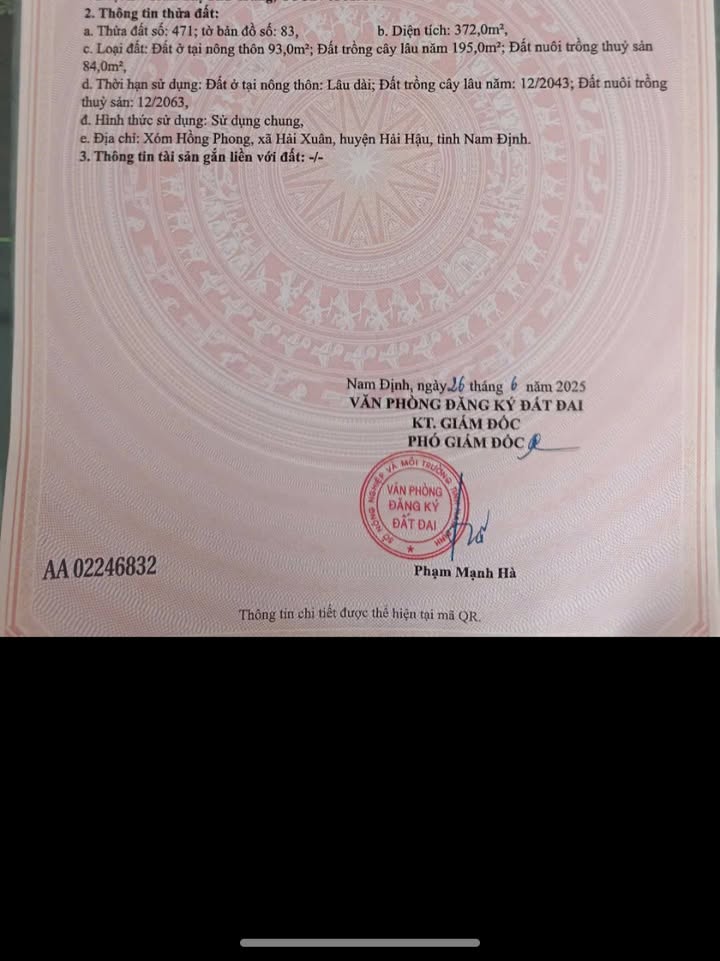 2. Thông tin thửa đất:
a. Thửa đất số: 471; tờ bản đồ số: 83, b. Diện tích: 372,0m²,
c. Loại đất: Đất ở tại nông thôn 93,0m²; Đất trồng cây lâu năm 195,0m²; Đất nuôi trồng thuỷ sản
84,0m²,
d. Thời hạn sử dụng: Đất ở tại nông thôn: Lâu dài; Đất trồng cây lâu năm: 12/2043; Đất nuôi trồng
thuỷ sản: 12/2063,
đ. Hình thức sử dụng: Sử dụng chung,
e. Địa chỉ: Xóm Hồng Phong, xã Hải Xuân, huyện Hải Hậu, tỉnh Nam Định.
3. Thông tin tài sản gắn liền với đất: -/-
Nam Định, ngày 26 tháng 6 năm 2025
VĂN PHÒNG ĐĂNG KÝ ĐẤT ĐAI
KT. GIÁM ĐỐC
PHÓ GIÁM ĐỐC
SỞ NÔNG NGHIỆP VÀ MÔI TRƯỜNG
VĂN PHÒNG
ĐĂNG KÝ
ĐẤT ĐAI
Phạm Mạnh Hà
AA 02246832
Thông tin chi tiết được thể hiện tại mã QR.